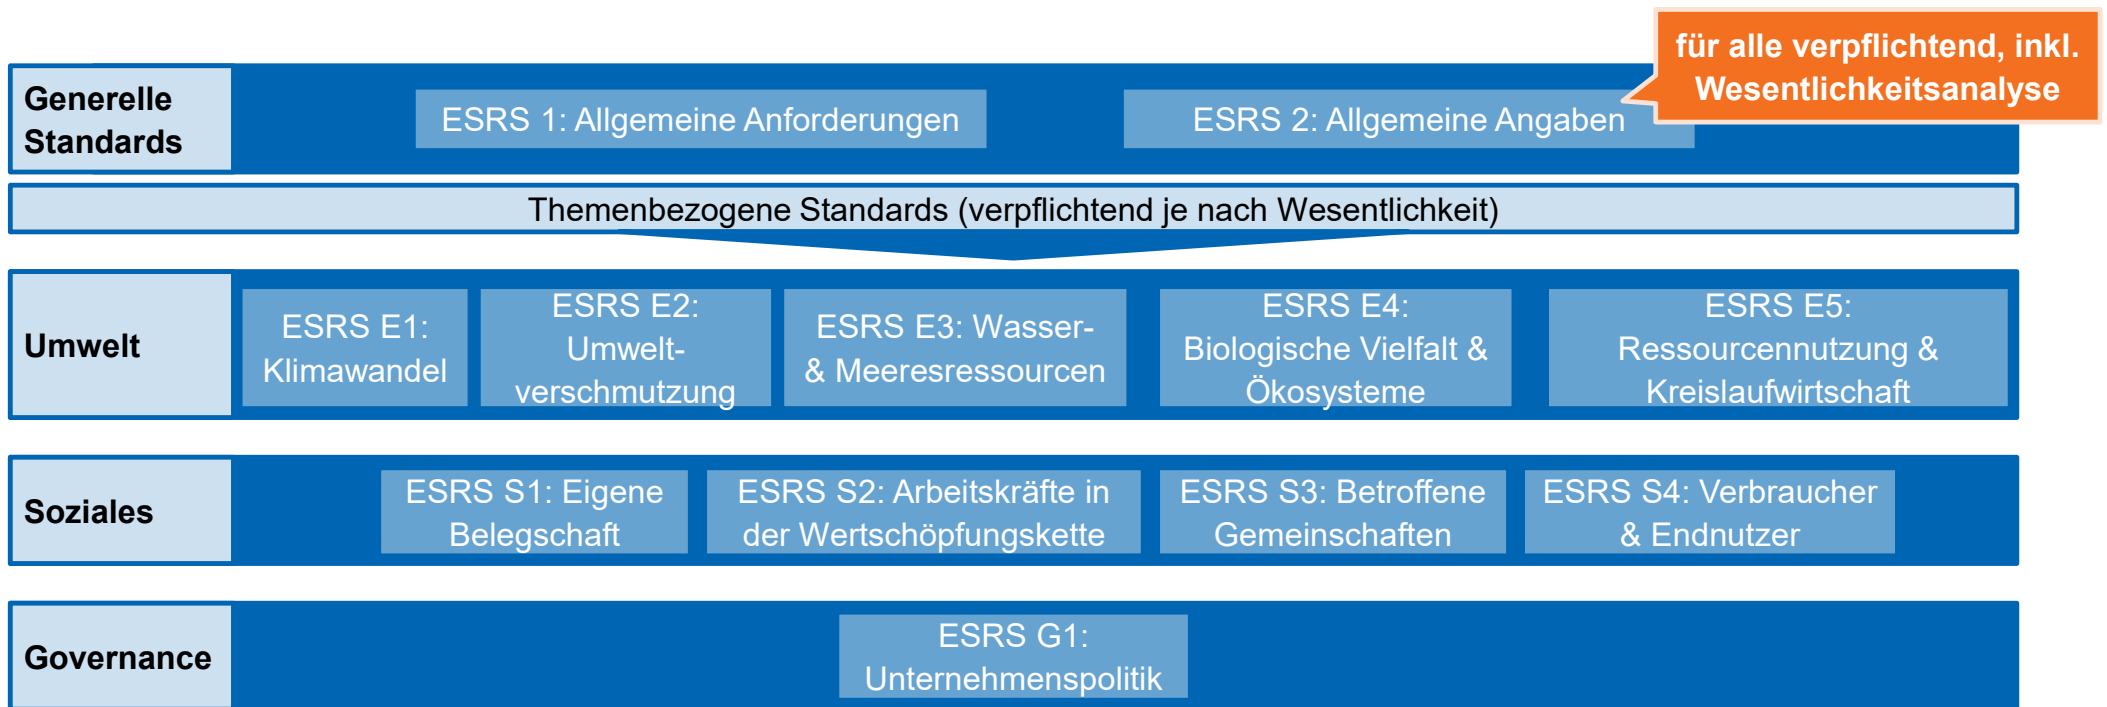 für alle verpflichtend, inkl.
Wesentlichkeitsanalyse
Generelle
Standards
ESRS 1: Allgemeine Anforderungen
ESRS 2: Allgemeine Angaben
Themenbezogene Standards (verpflichtend je nach Wesentlichkeit)
Umwelt
ESRS E1:
Klimawandel
ESRS E2:
Umwelt-
verschmutzung
ESRS E3: Wasser-
& Meeresressourcen
ESRS E4:
Biologische Vielfalt &
Ökosysteme
ESRS E5:
Ressourcennutzung &
Kreislaufwirtschaft
Soziales
ESRS S1: Eigene
Belegschaft
ESRS S2: Arbeitskräfte in
der Wertschöpfungskette
ESRS S3: Betroffene
Gemeinschaften
ESRS S4: Verbraucher
& Endnutzer
Governance
ESRS G1:
Unternehmenspolitik